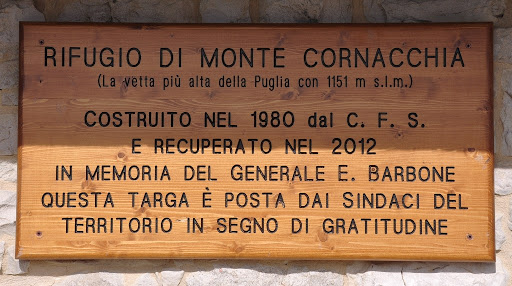 RIFUGIO DI MONTE CORNACCHIA
(La vetta più alta della Puglia con 1151 m s.l.m.)
COSTRUITO NEL 1980 dal C. F. S.
E RECUPERATO NEL 2012
IN MEMORIA DEL GENERALE E. BARBONE
QUESTA TARGA È POSTA DAI SINDACI DEL
TERRITORIO IN SEGNO DI GRATITUDINE